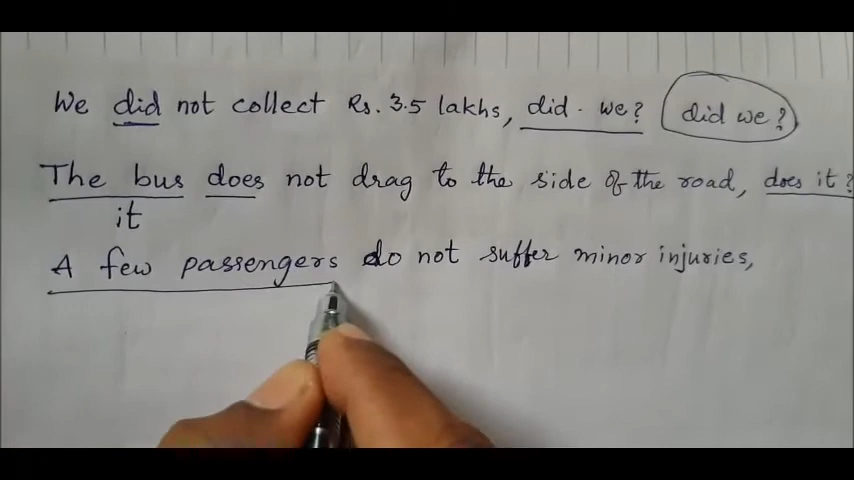 We did not collect Rs. 3.5 lakhs, did we? did we?
The bus does not drag to the side of the road, does it?
it
A few passengers do not suffer minor injuries,